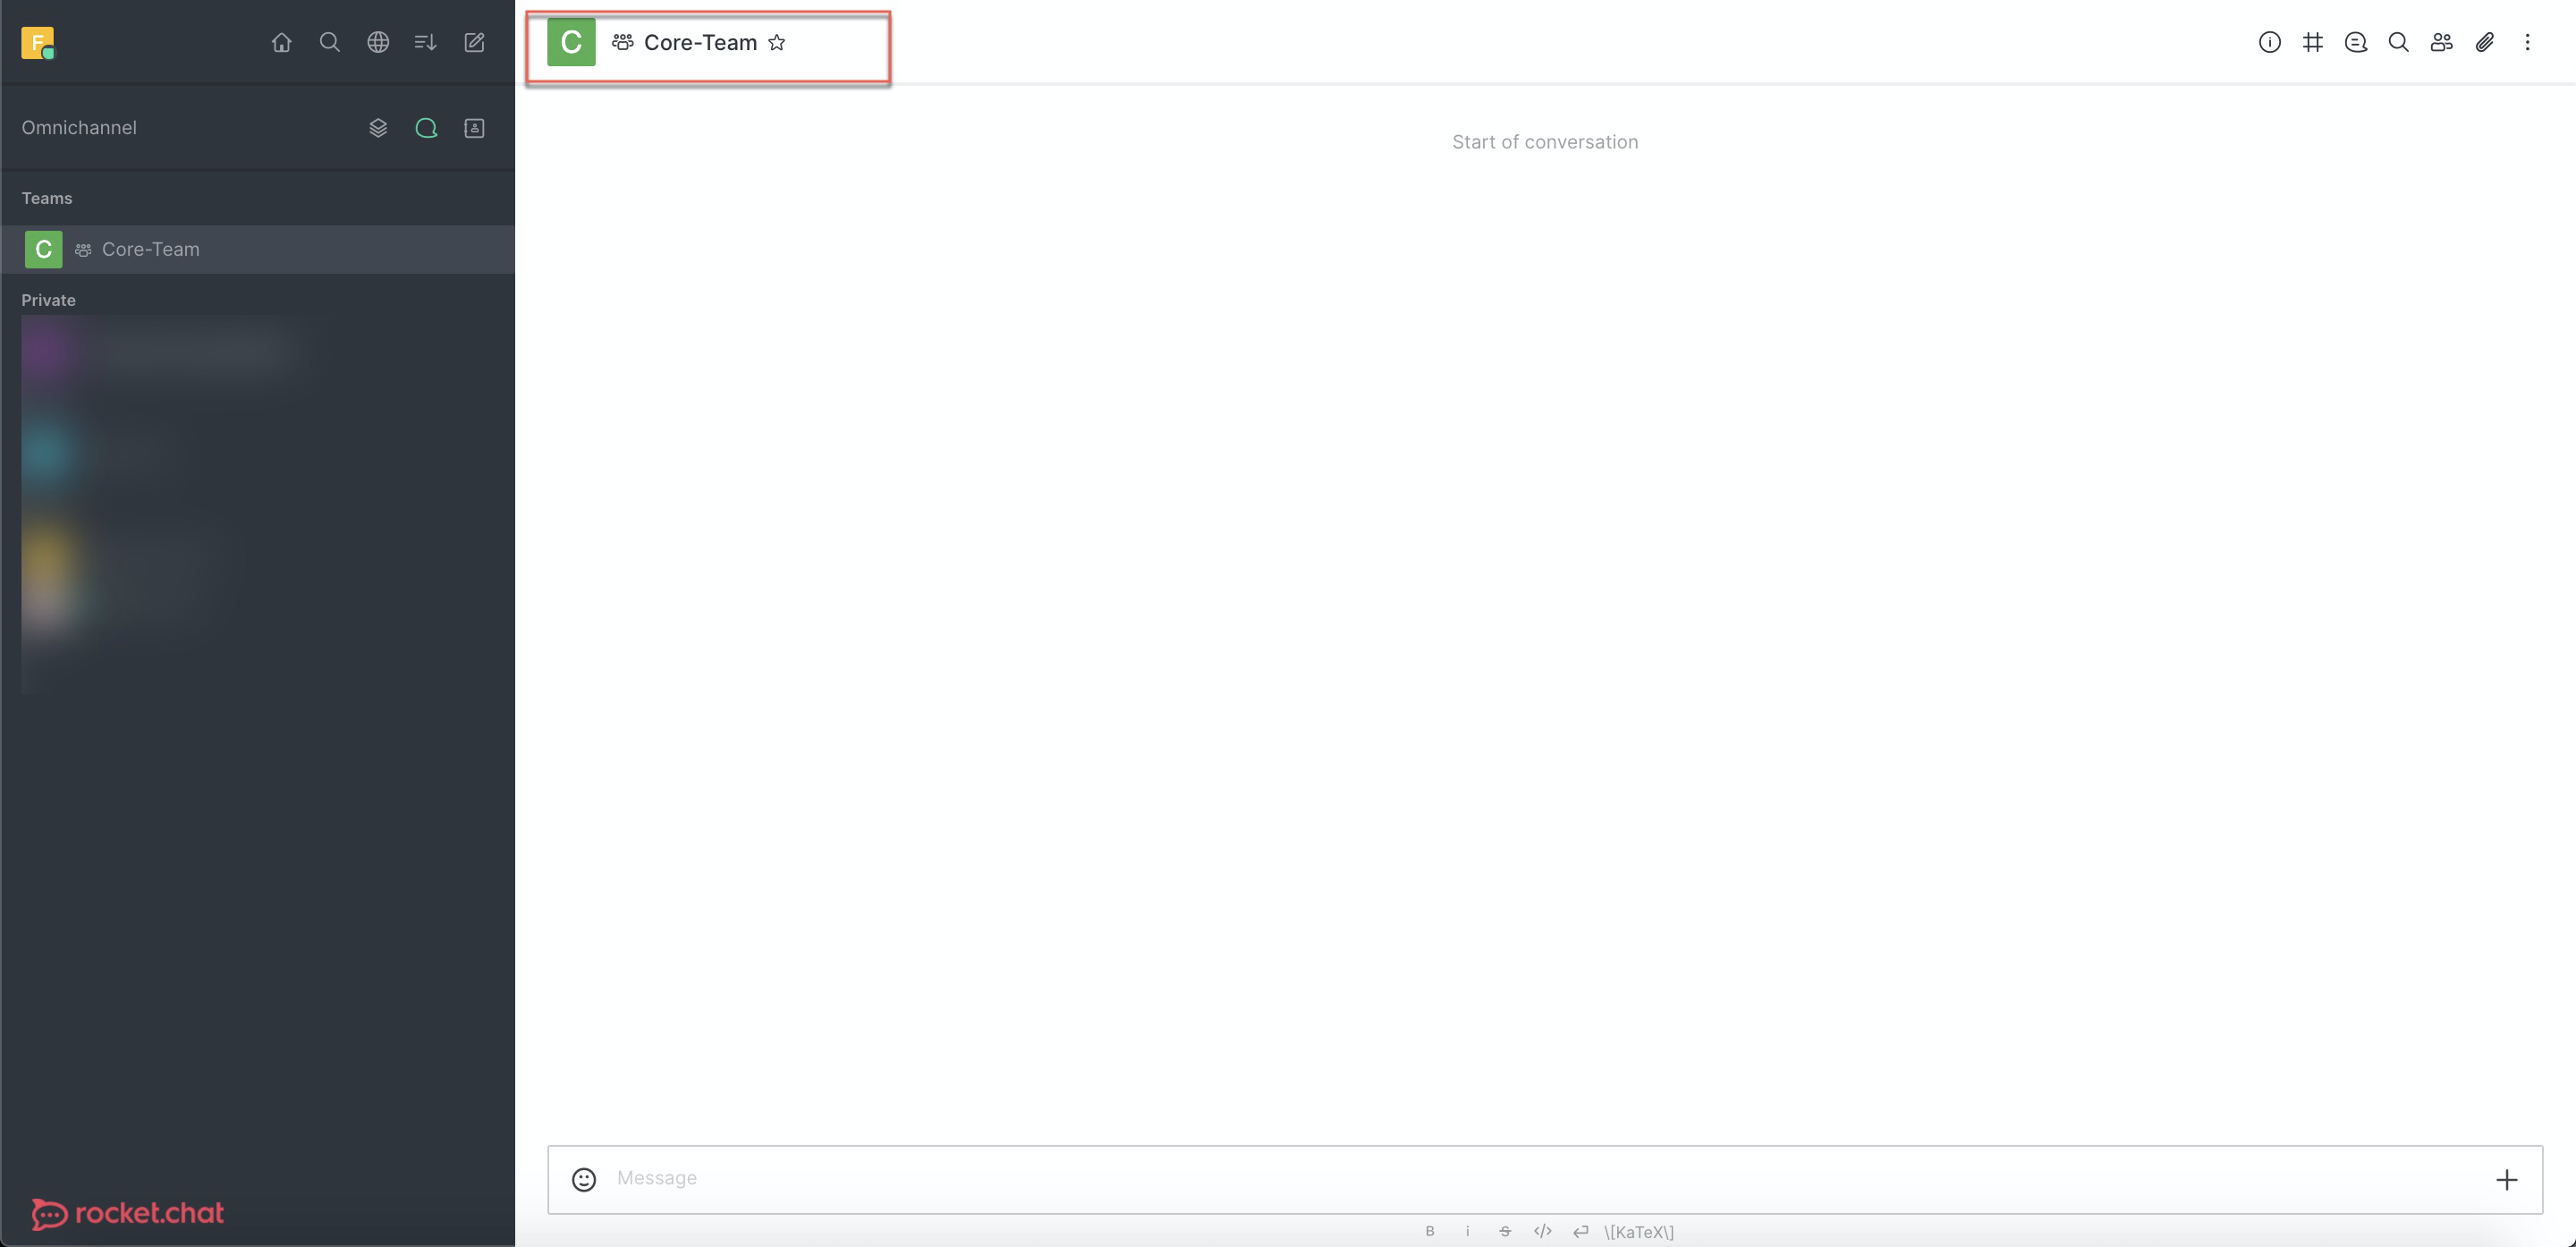 F
C Core-Team
Omnichannel
Start of conversation
Teams
C Core-Team
Private
Message
rocket.chat
B i S </> \[KaTeX\]